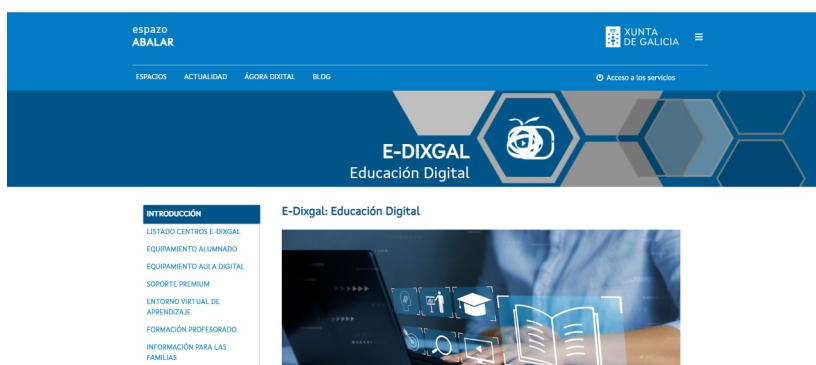 espazo
ABALAR
XUNTA
DE GALICIA
ESPACIOS ACTUALIDAD ÁGORA DIXITAL BLOG
Acceso a los servicios
E-DIXGAL
Educación Digital
INTRODUCCIÓN
LISTADO CENTROS E-DIXGAL
EQUIPAMIENTO ALUMNADO
EQUIPAMIENTO AULA DIGITAL
SOPORTE PREMIUM
ENTORNO VIRTUAL DE
APRENDIZAJE
FORMACIÓN PROFESORADO
INFORMACIÓN PARA LAS
FAMILIAS
E-Dixgal: Educación Digital